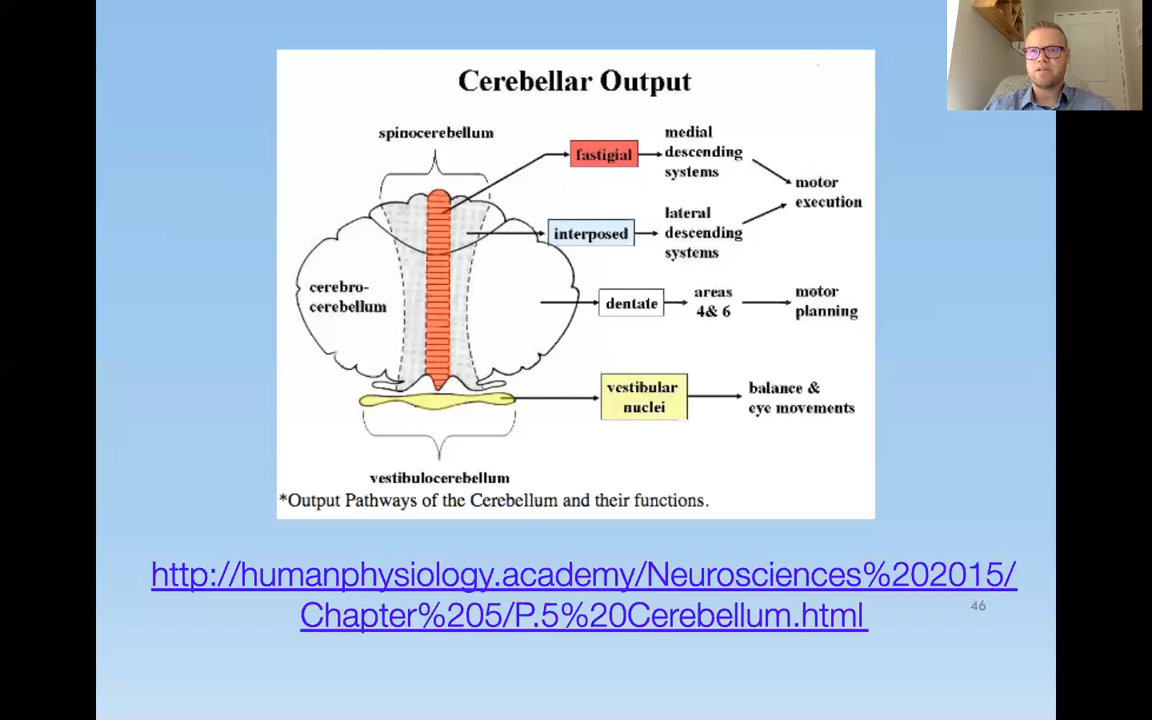 Cerebellar Output
spinocerebellum
fastigial
medial
descending
systems
motor
execution
interposed
lateral
descending
systems
cerebro-
cerebellum
dentate
areas
4& 6
motor
planning
vestibular
nuclei
balance &
eye movements
vestibulocerebellum
*Output Pathways of the Cerebellum and their functions.
http://humanphysiology.academy/Neurosciences%202015/
Chapter%205/P.5%20Cerebellum.html
46